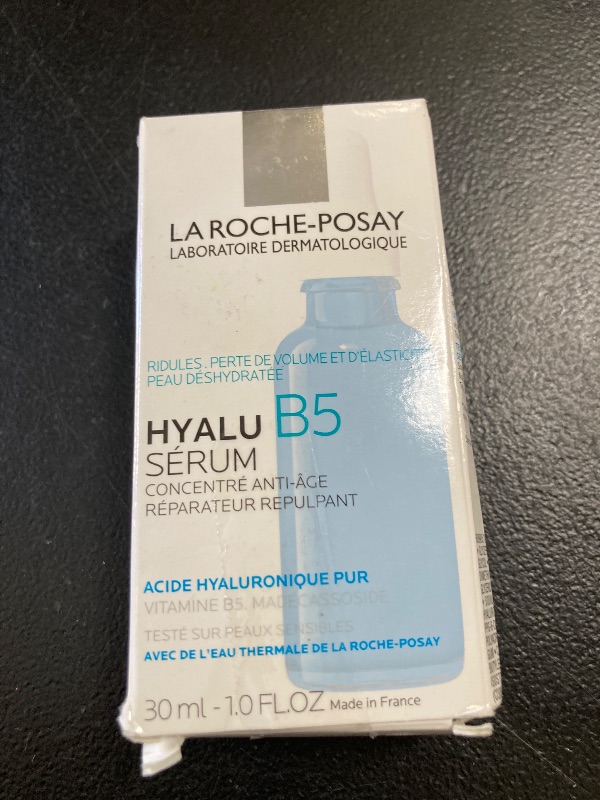 LA ROCHE-POSAY
LABORATOIRE DERMATOLOGIQUE
RIDULES . PERTE DE VOLUME ET D'ÉLASTICITÉ
PEAU DÉSHYDRATÉE
HYALU B5
SÉRUM
CONCENTRÉ ANTI-ÂGE
RÉPARATEUR REPULPANT
ACIDE HYALURONIQUE PUR
VITAMINE B5. MADECASSOSIDE
TESTÉ SUR PEAUX SENSIBLES
AVEC DE L'EAU THERMALE DE LA ROCHE-POSAY
30 ml - 1.0 FL.OZ Made in France